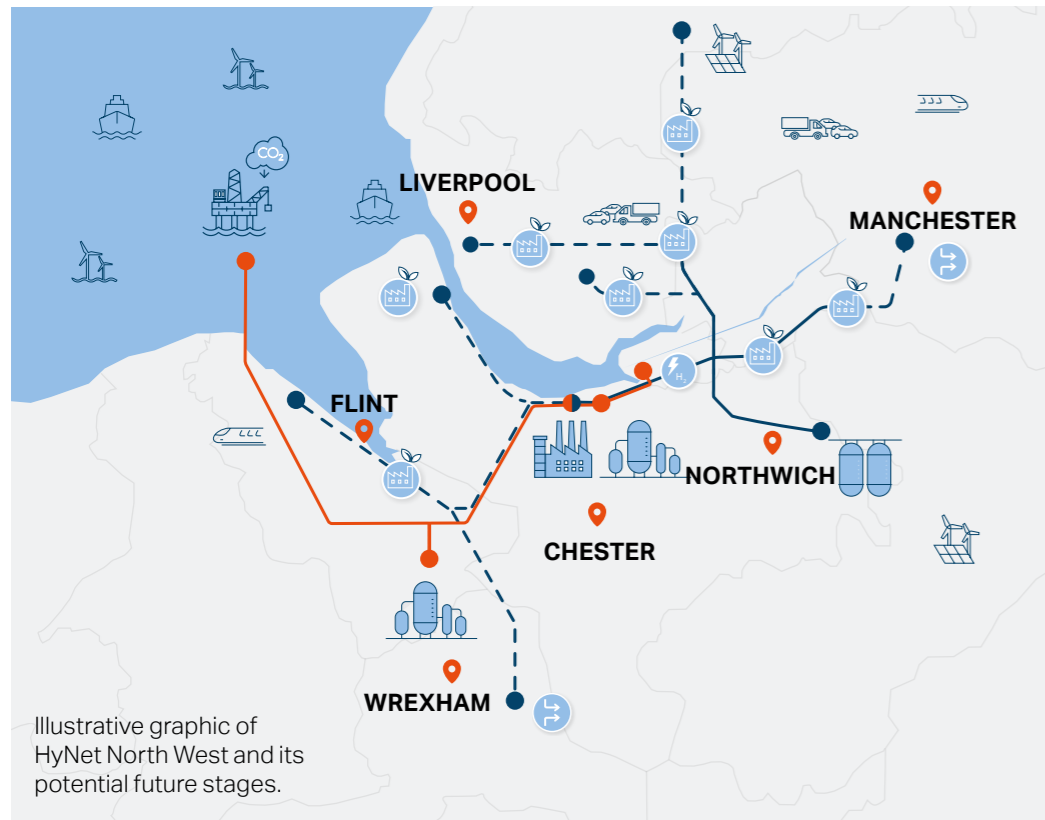 CO₂
LIVERPOOL
MANCHESTER
FLINT
H₂
NORTHWICH
CHESTER
WREXHAM
Illustrative graphic of
HyNet North West and its
potential future stages.